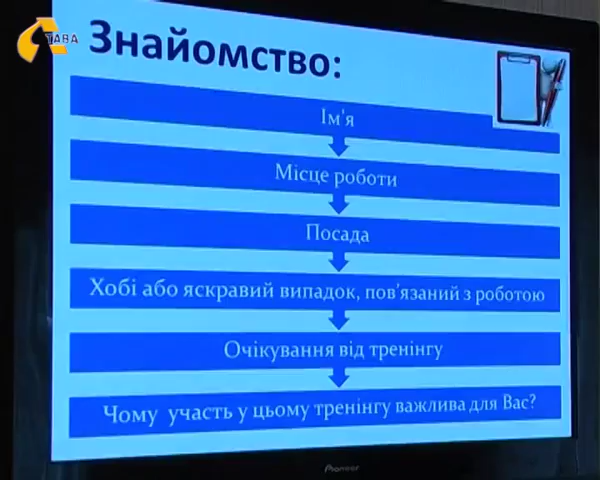 ТАВА
Знайомство:
Ім'я
Місце роботи
Посада
Хобі або яскравий випадок, пов'язаний з роботою
Очікування від тренінгу
Чому участь у цьому тренінгу важлива для Вас?
Pioneer